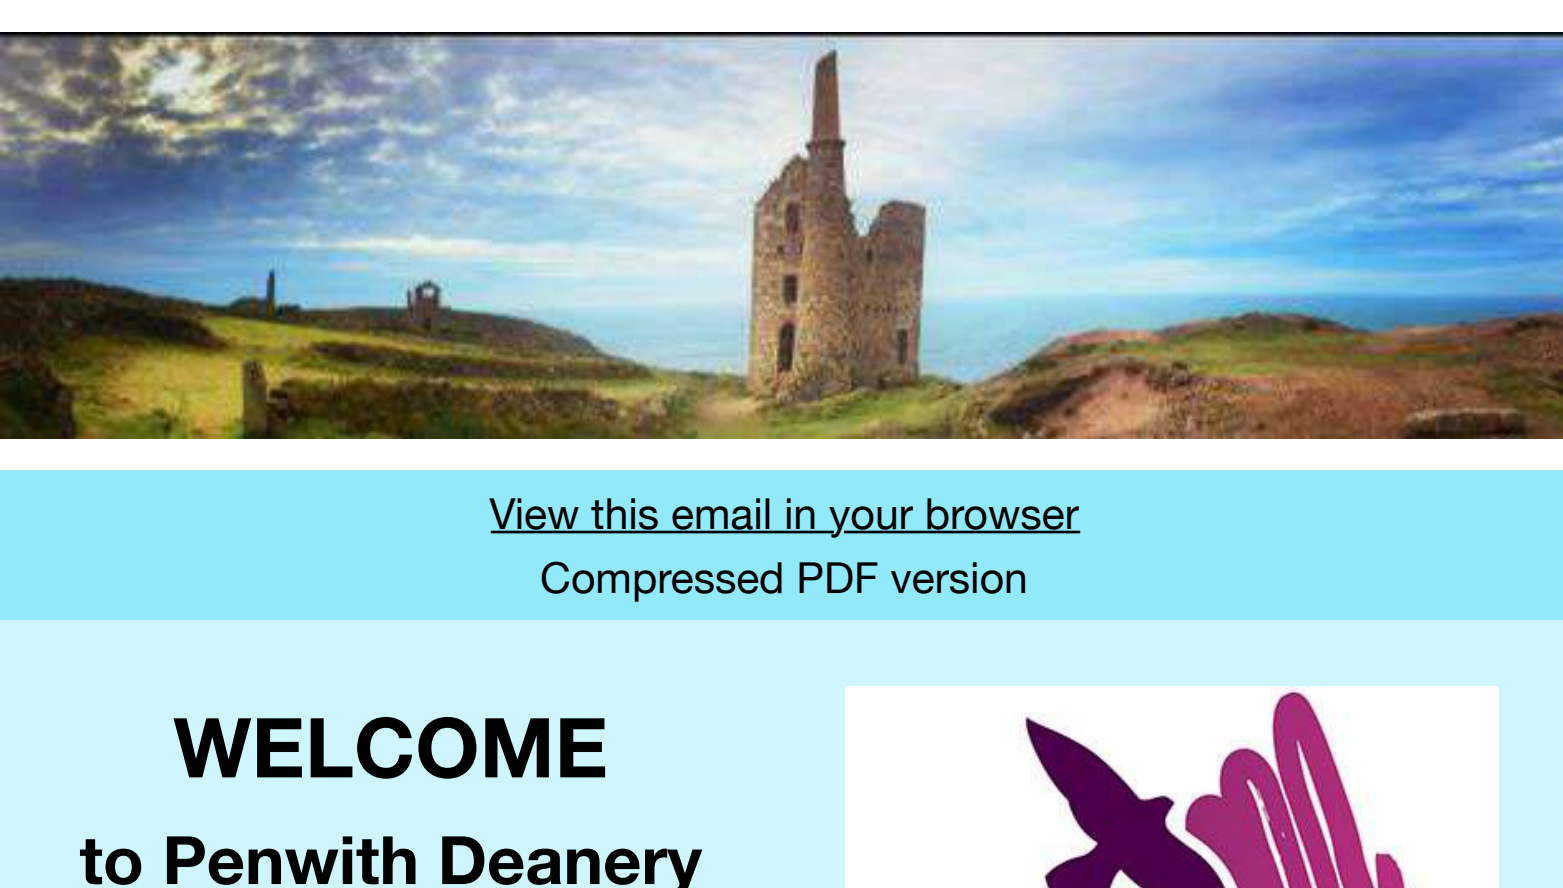 View this email in your browser
Compressed PDF version
WELCOME
to Penwith Deanery